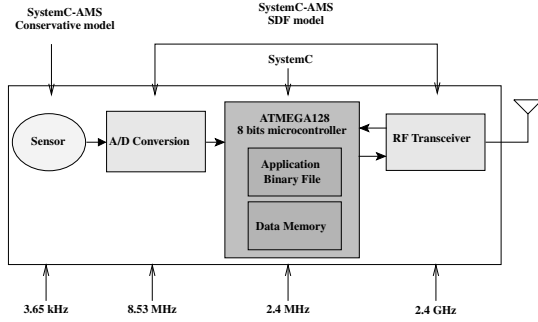 SystemC-AMS
Conservative model
SystemC-AMS
SDF model
SystemC
Sensor
A/D Conversion
ATMEGA128
8 bits microcontroller
Application
Binary File
Data Memory
RF Transceiver
3.65 kHz
8.53 MHz
2.4 MHz
2.4 GHz